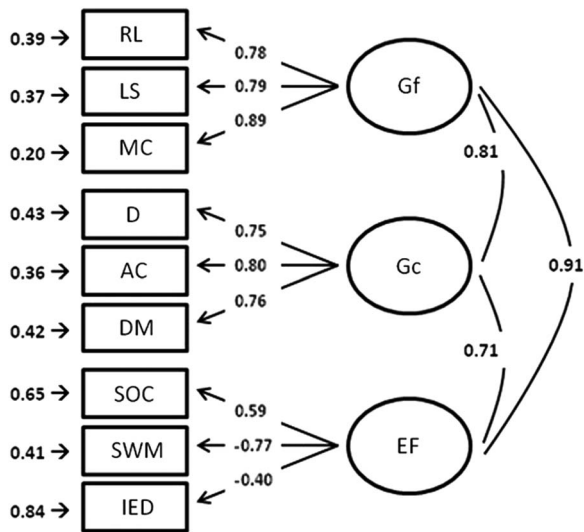 0.39 → RL
0.78
Gf
0.37 → LS
0.79
0.20 → MC
0.89
0.81
0.43 → D
0.75
Gc
0.36 → AC
0.80
0.91
0.42 → DM
0.76
0.71
0.65 → SOC
0.59
EF
0.41 → SWM
-0.77
0.84 → IED
-0.40